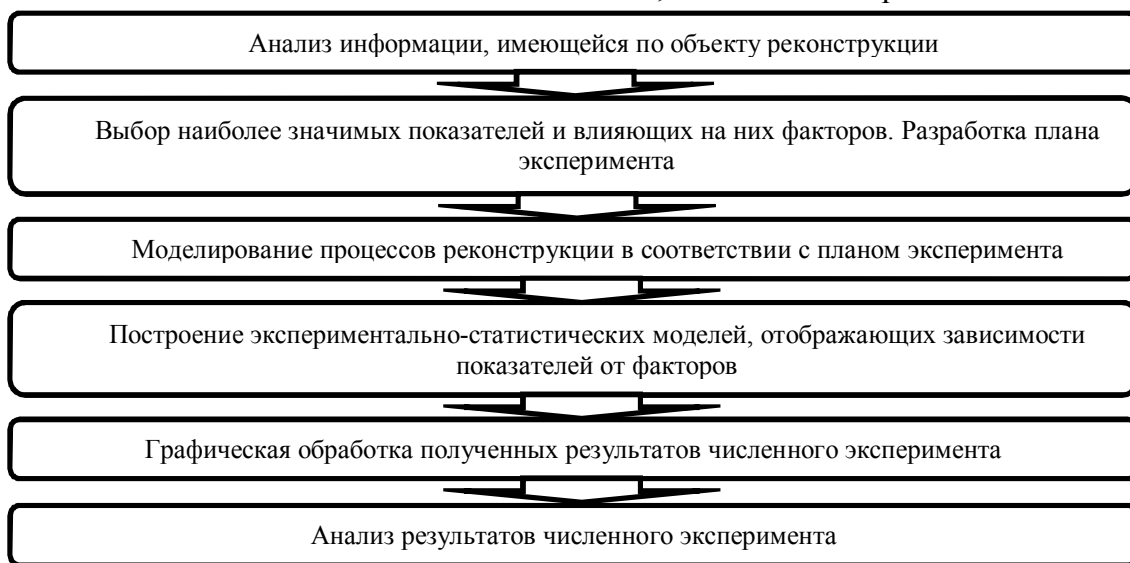 Анализ информации, имеющейся по объекту реконструкции
Выбор наиболее значимых показателей и влияющих на них факторов. Разработка плана
эксперимента
Моделирование процессов реконструкции в соответствии с планом эксперимента
Построение экспериментально-статистических моделей, отображающих зависимости
показателей от факторов
Графическая обработка полученных результатов численного эксперимента
Анализ результатов численного эксперимента